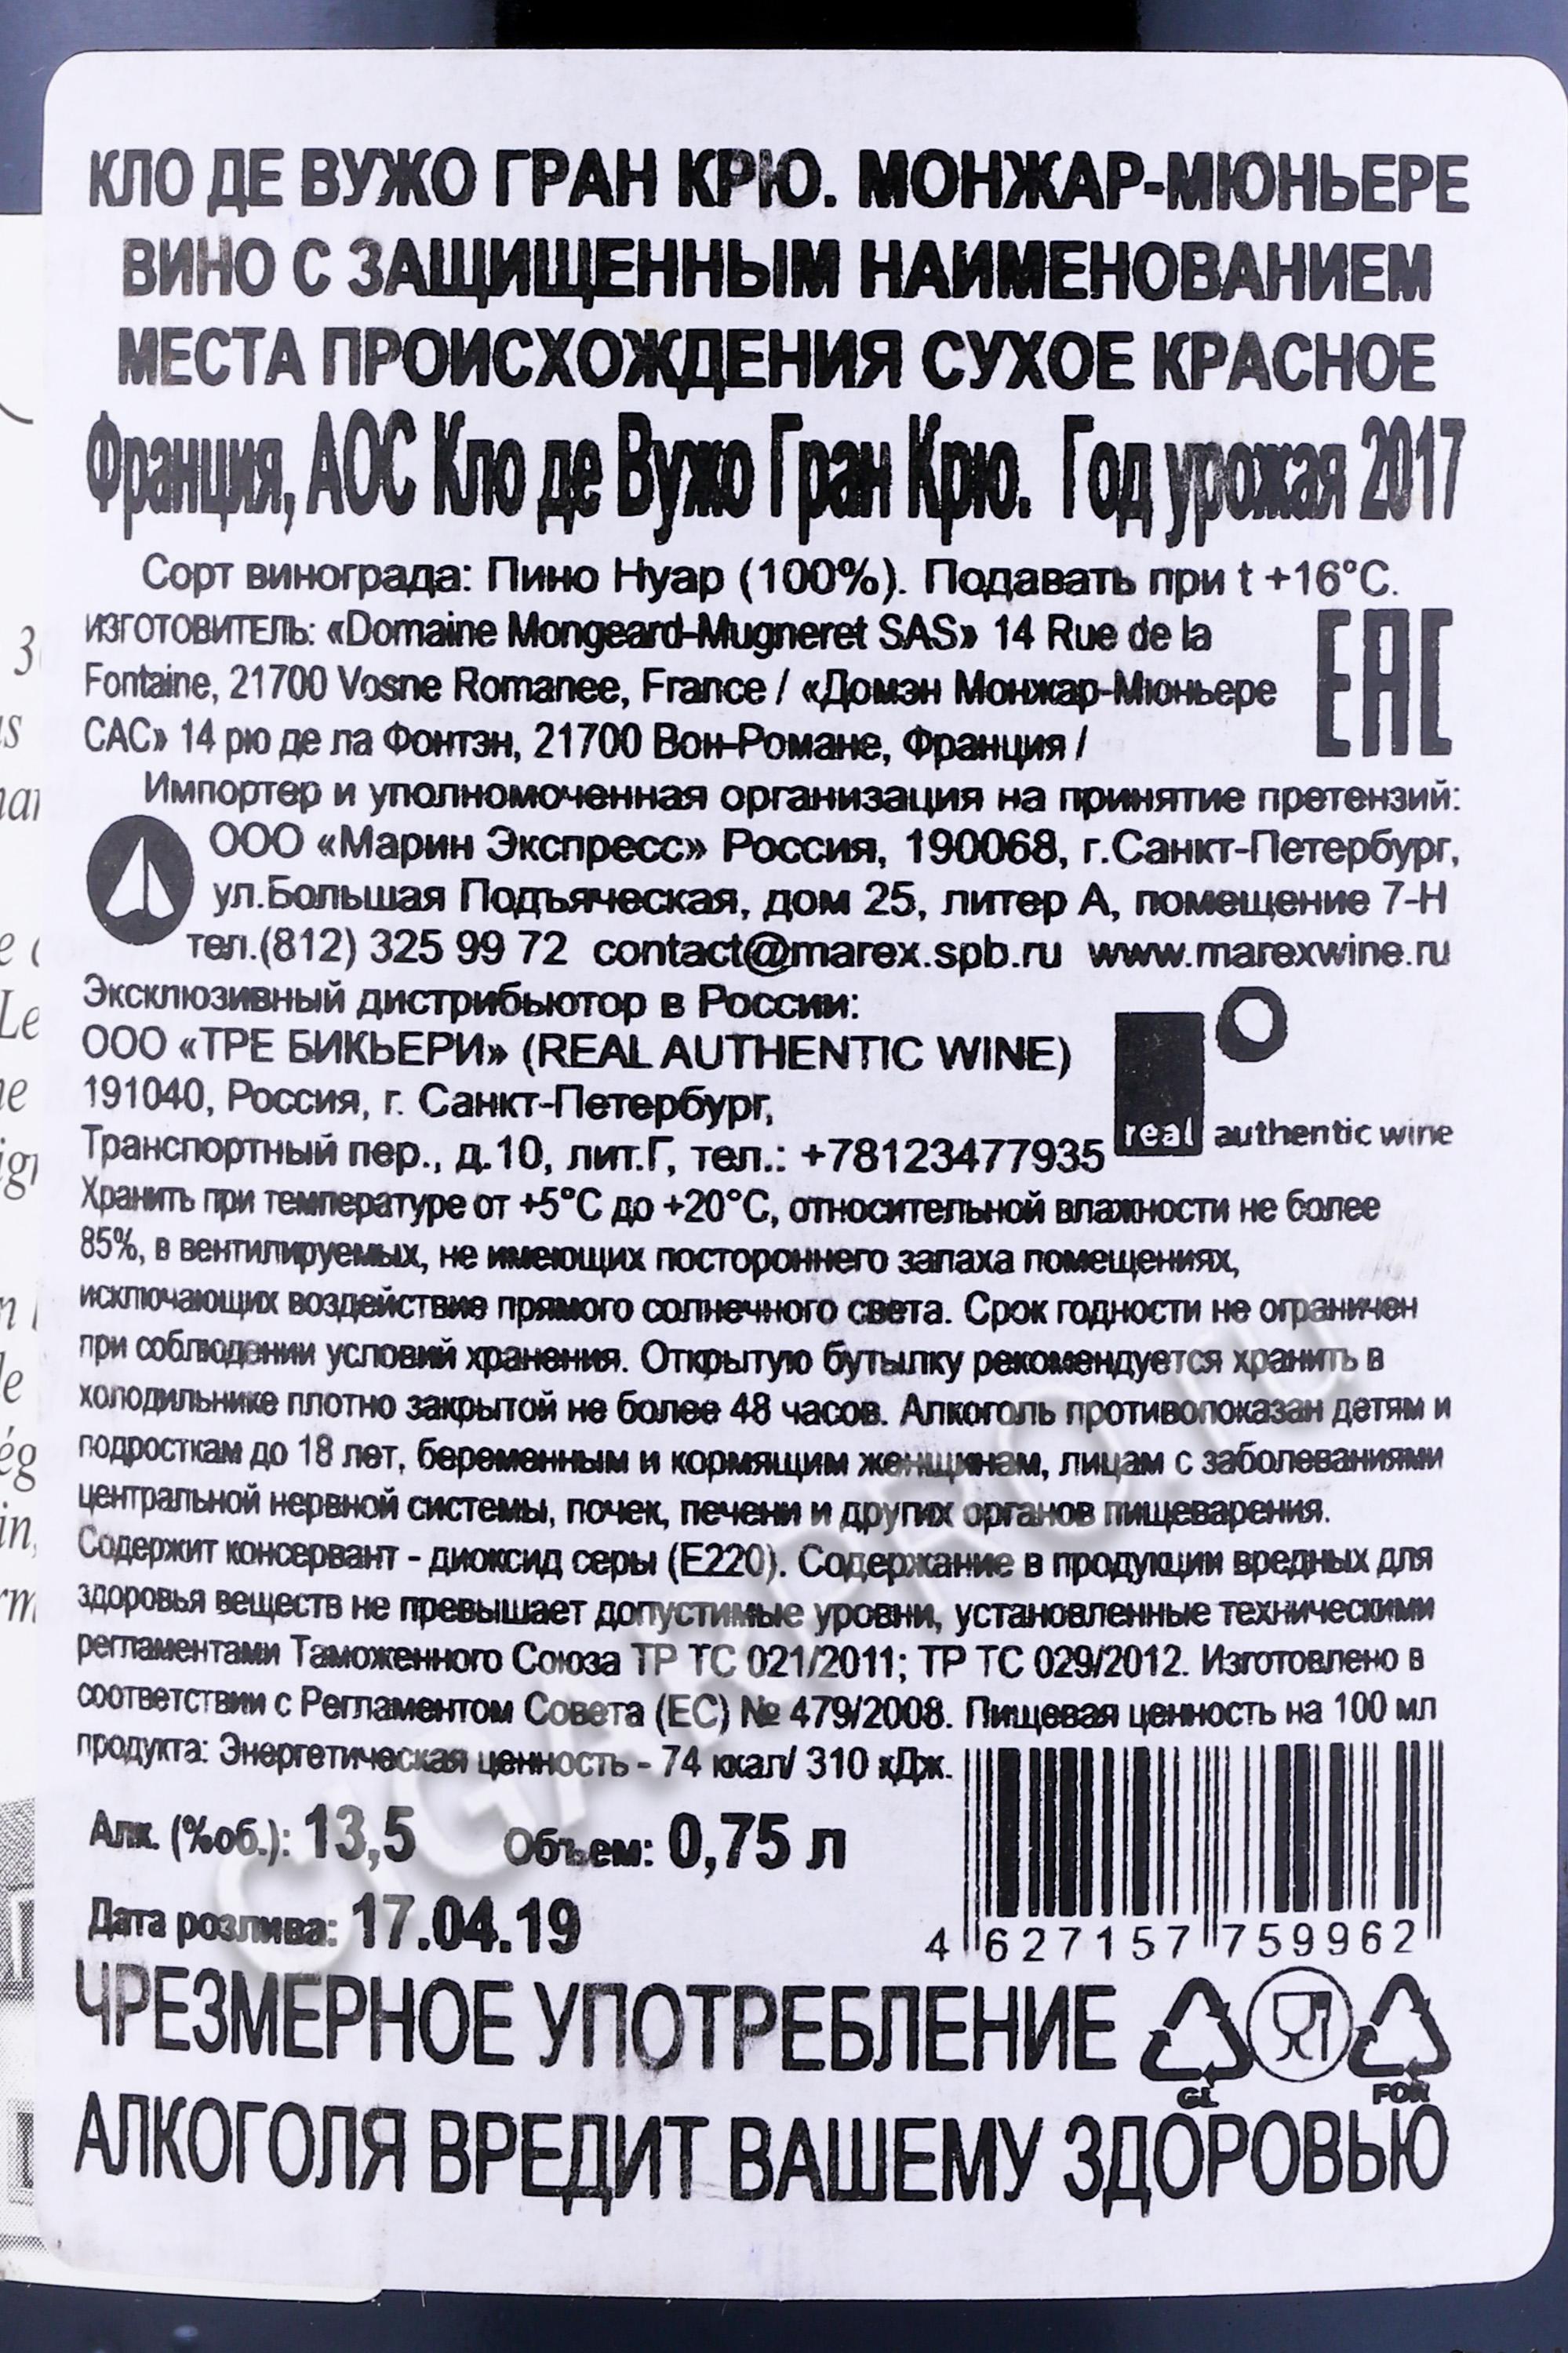 КЛО ДЕ ВУЖО ГРАН КРЮ. МОНЖАР-МЮНЬЕРЕ
ВИНО С ЗАЩИЩЕННЫМ НАИМЕНОВАНИЕМ
МЕСТА ПРОИСХОЖДЕНИЯ СУХОЕ КРАСНОЕ
Франция, АОС Кло де Вужо Гран Крю. Год урожая 2017
Сорт винограда: Пино Нуар (100%). Подавать при t +16°C.
ИЗГОТОВИТЕЛЬ: «Domaine Mongeard-Mugneret SAS» 14 Rue de la
Fontaine, 21700 Vosne Romanee, France / «Домэн Монжар-Мюньере
САС» 14 рю де ла Фонтэн, 21700 Вон-Романе, Франция /
EAC
Импортер и уполномоченная организация на принятие претензий:
ООО «Марин Экспресс» Россия, 190068, г.Санкт-Петербург,
ул.Большая Подъяческая, дом 25, литер А, помещение 7-Н
тел.(812) 325 99 72 contact@marex.spb.ru www.marexwine.ru
Эксклюзивный дистрибьютор в России:
ООО «ТРЕ БИКЬЕРИ» (REAL AUTHENTIC WINE)
191040, Россия, г. Санкт-Петербург,
Транспортный пер., д.10, лит.Г, тел.: +78123477935
real authentic wine
Хранить при температуре от +5°C до +20°C, относительной влажности не более
85%, в вентилируемых, не имеющих постороннего запаха помещениях,
исключающих воздействие прямого солнечного света. Срок годности не ограничен
при соблюдении условий хранения. Открытую бутылку рекомендуется хранить в
холодильнике плотно закрытой не более 48 часов. Алкоголь противопоказан детям и
подросткам до 18 лет, беременным и кормящим женщинам, лицам с заболеваниями
центральной нервной системы, почек, печени и других органов пищеварения.
Содержит консервант - диоксид серы (E220). Содержание в продукции вредных для
здоровья веществ не превышает допустимые уровни, установленные техническими
регламентами Таможенного Союза ТР ТС 021/2011; ТР ТС 029/2012. Изготовлено в
соответствии с Регламентом Совета (ЕС) № 479/2008. Пищевая ценность на 100 мл
продукта: Энергетическая ценность - 74 ккал/ 310 кДж.
Алк. (%об.): 13,5 Объем: 0,75 л
Дата розлива: 17.04.19
4 627157 759962
ЧРЕЗМЕРНОЕ УПОТРЕБЛЕНИЕ
GL FOR
АЛКОГОЛЯ ВРЕДИТ ВАШЕМУ ЗДОРОВЬЮ
CIGARPRO.ru